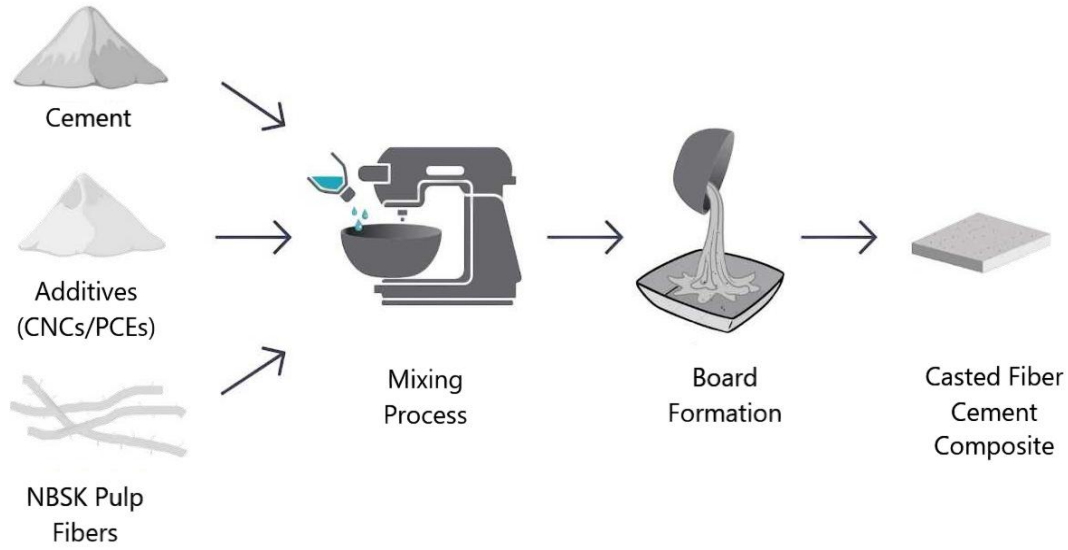 Cement
Additives
(CNCs/PCEs)
NBSK Pulp
Fibers
Mixing
Process
Board
Formation
Casted Fiber
Cement
Composite